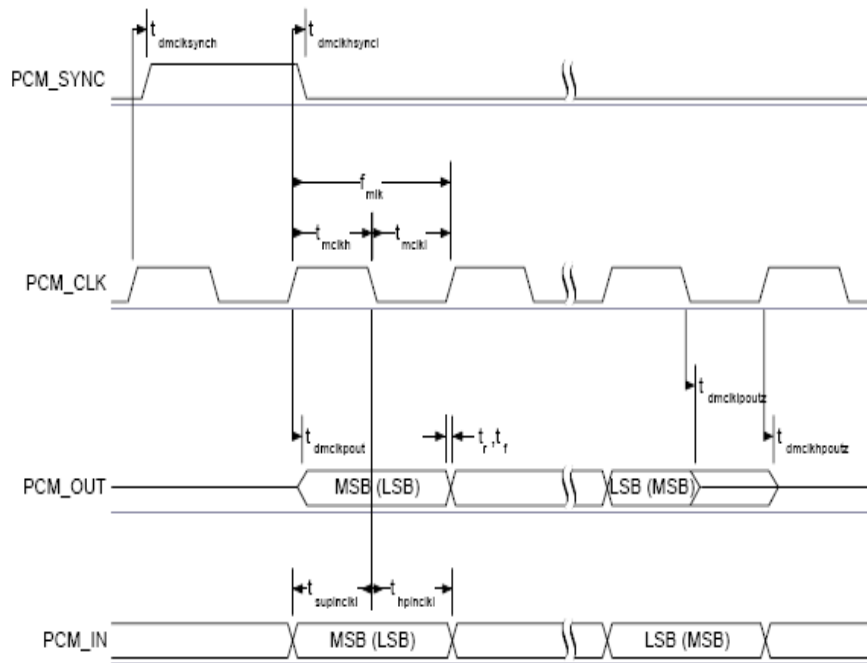 t dmclksynch
t dmclkhsyncl
PCM_SYNC
f mlk
t mclkh
t mclkl
PCM_CLK
t dmclklpoutz
t dmclkpout
t r ,t f
t dmclkhpoutz
PCM_OUT
MSB (LSB)
LSB (MSB)
t supinclkl
t hpinclkl
PCM_IN
MSB (LSB)
LSB (MSB)